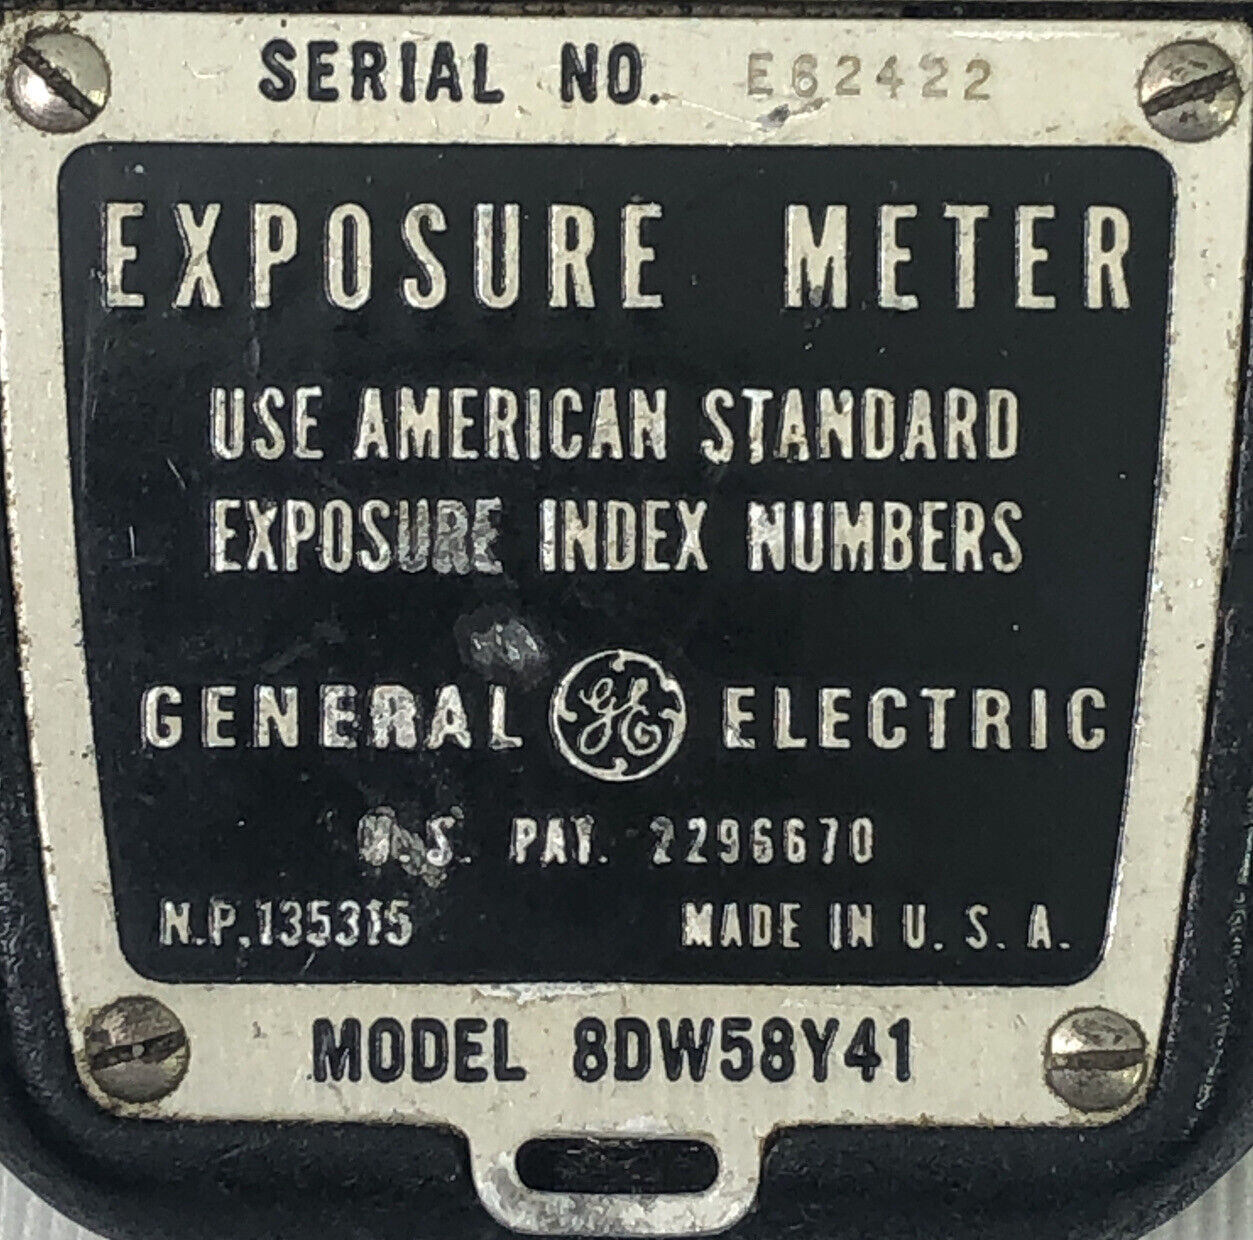 SERIAL NO. E62422
EXPOSURE METER
USE AMERICAN STANDARD
EXPOSURE INDEX NUMBERS
GENERAL GE ELECTRIC
U.S. PAT. 2296670
N.P. 135315 MADE IN U.S.A.
MODEL 8DW58Y41